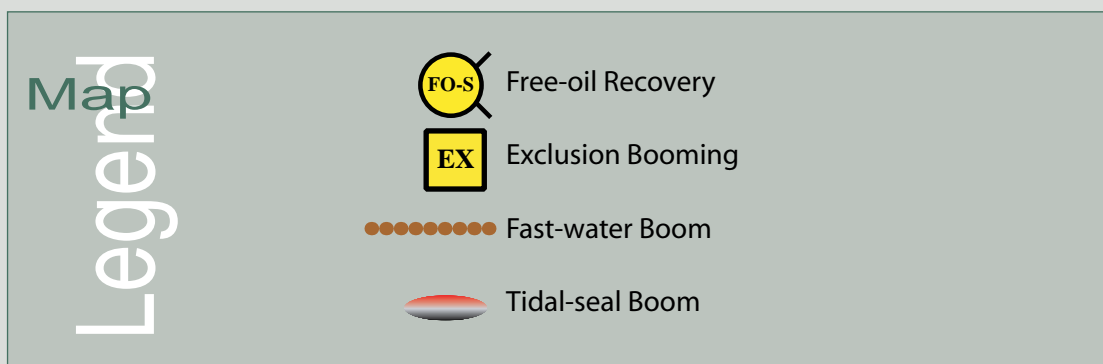 Map
Legend
FO-S Free-oil Recovery
EX Exclusion Booming
Fast-water Boom
Tidal-seal Boom